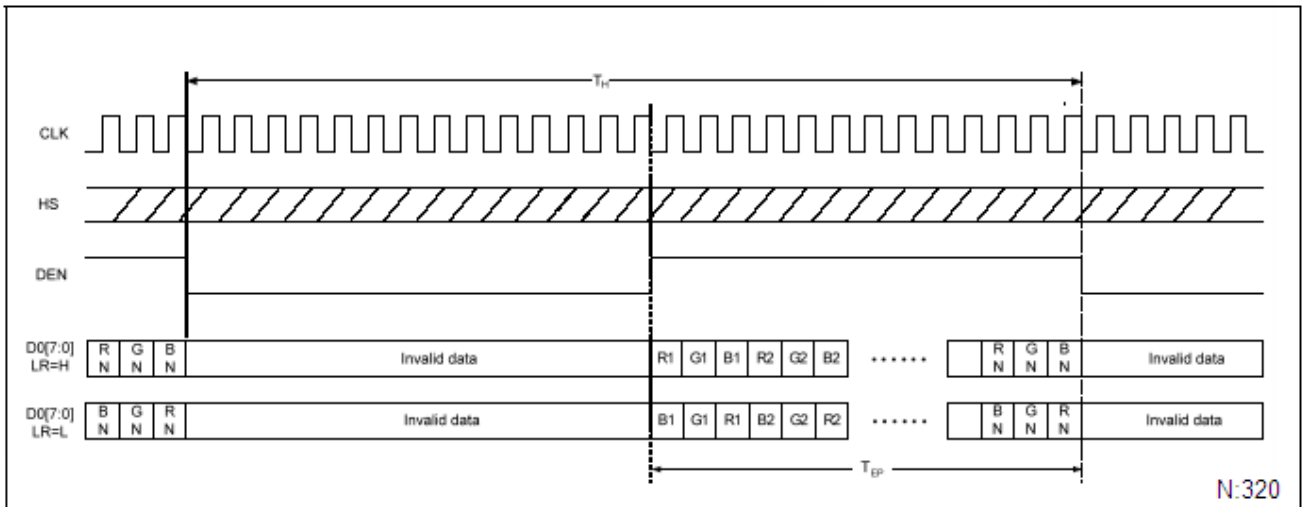 T_H
CLK
HS
DEN
D0[7:0]
LR=H
R N G N B N Invalid data R1 G1 B1 R2 G2 B2 ······ R N G N B N Invalid data
D0[7:0]
LR=L
B N G N R N Invalid data B1 G1 R1 B2 G2 R2 ······ B N G N R N Invalid data
T_EP
N:320